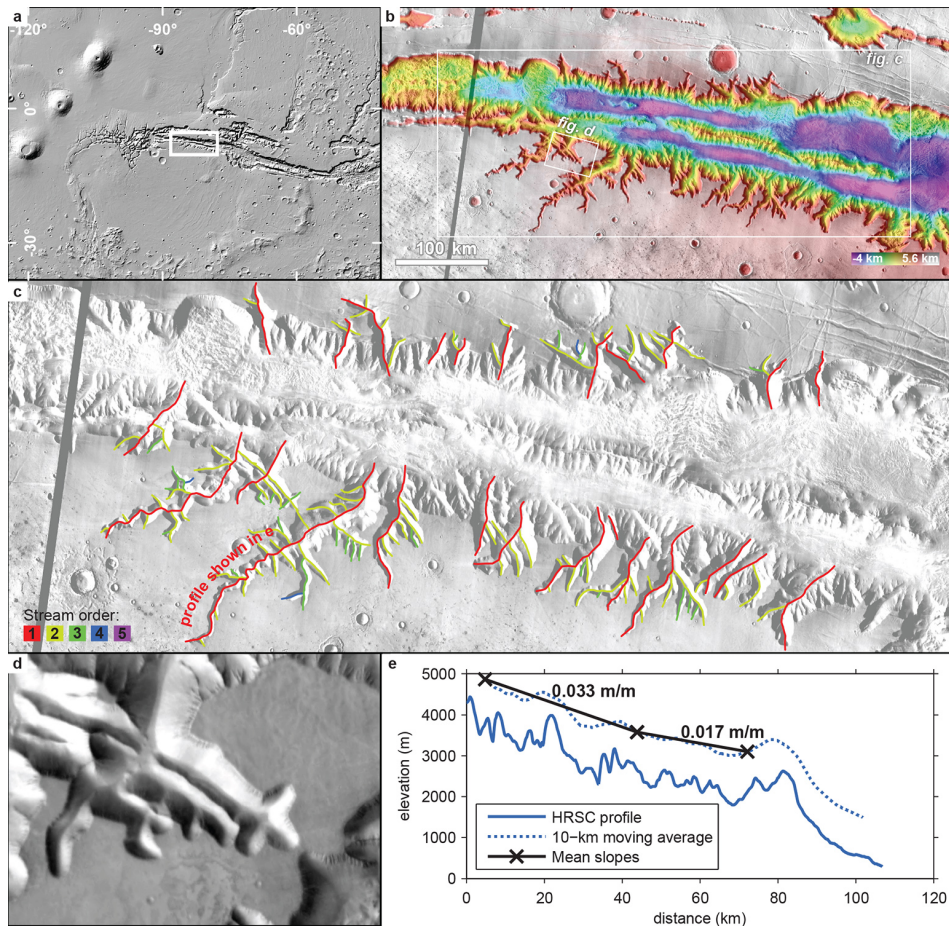 a
-120°
-90°
-60°
0°
-30°
b
fig. c
fig. d
100 km
-4 km 5.6 km
c
profile shown in e
Stream order:
1 2 3 4 5
d
e
5000
4000
3000
2000
1000
0
elevation (m)
0.033 m/m
0.017 m/m
HRSC profile
10−km moving average
Mean slopes
0 20 40 60 80 100 120
distance (km)